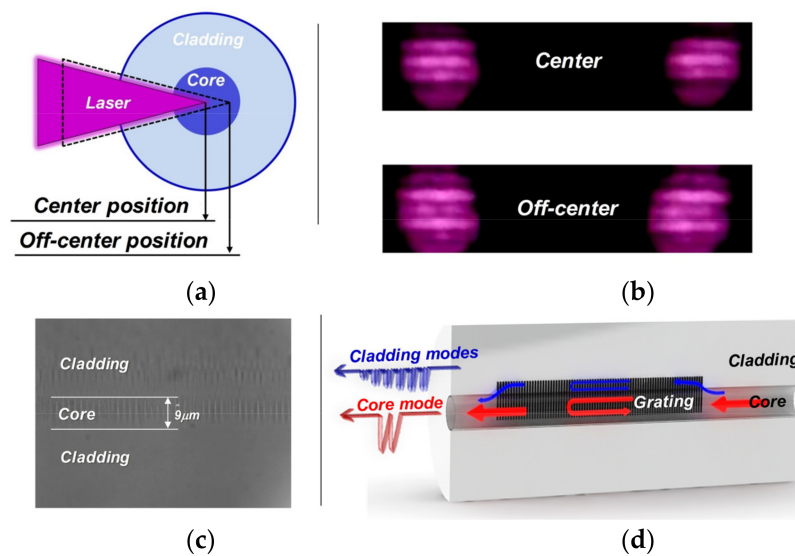 Cladding
Core
Laser
Center position
Off-center position
(a)
Center
Off-center
(b)
Cladding
Core
9μm
Cladding
(c)
Cladding modes
Cladding
Core mode
Grating
Core
(d)